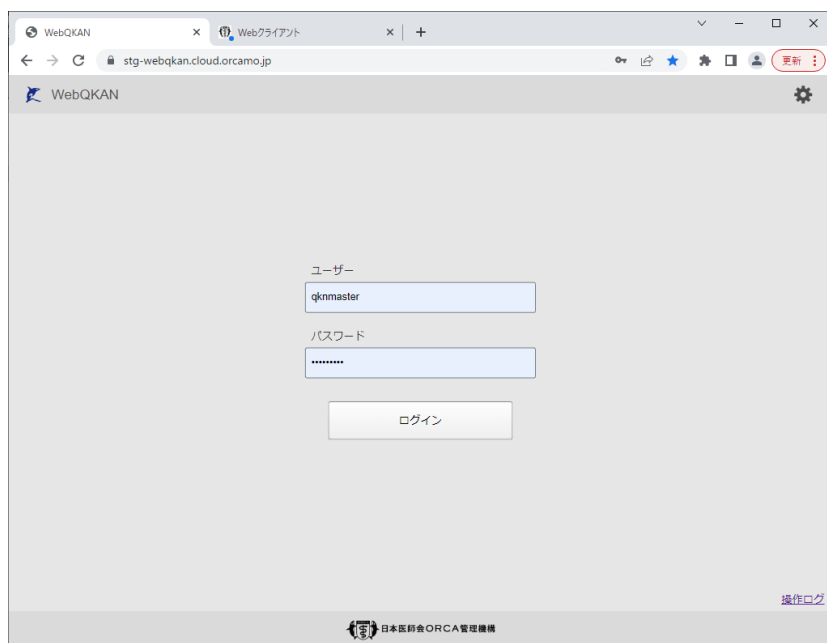 WebQKAN
Webクライアント
stg-webqkan.cloud.orcamo.jp
更新
WebQKAN
ユーザー
qknmaster
パスワード
•••••••••
ログイン
操作ログ
日本医師会ORCA管理機構